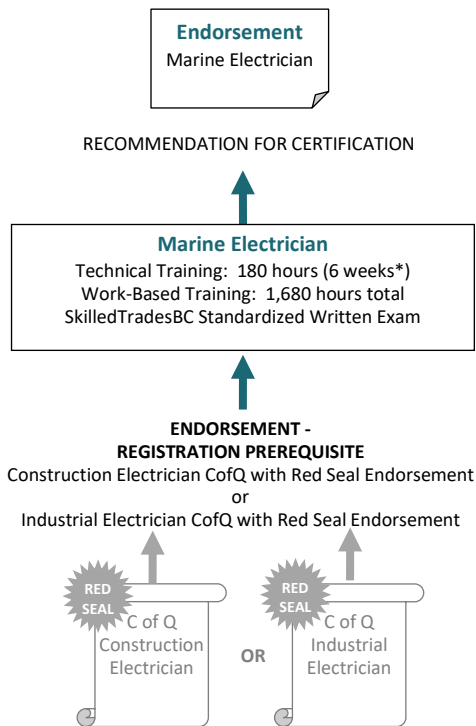 Endorsement
Marine Electrician
RECOMMENDATION FOR CERTIFICATION
Marine Electrician
Technical Training: 180 hours (6 weeks*)
Work-Based Training: 1,680 hours total
SkilledTradesBC Standardized Written Exam
ENDORSEMENT -
REGISTRATION PREREQUISITE
Construction Electrician CofQ with Red Seal Endorsement
or
Industrial Electrician CofQ with Red Seal Endorsement
RED
SEAL
C of Q
Construction
Electrician
OR
RED
SEAL
C of Q
Industrial
Electrician